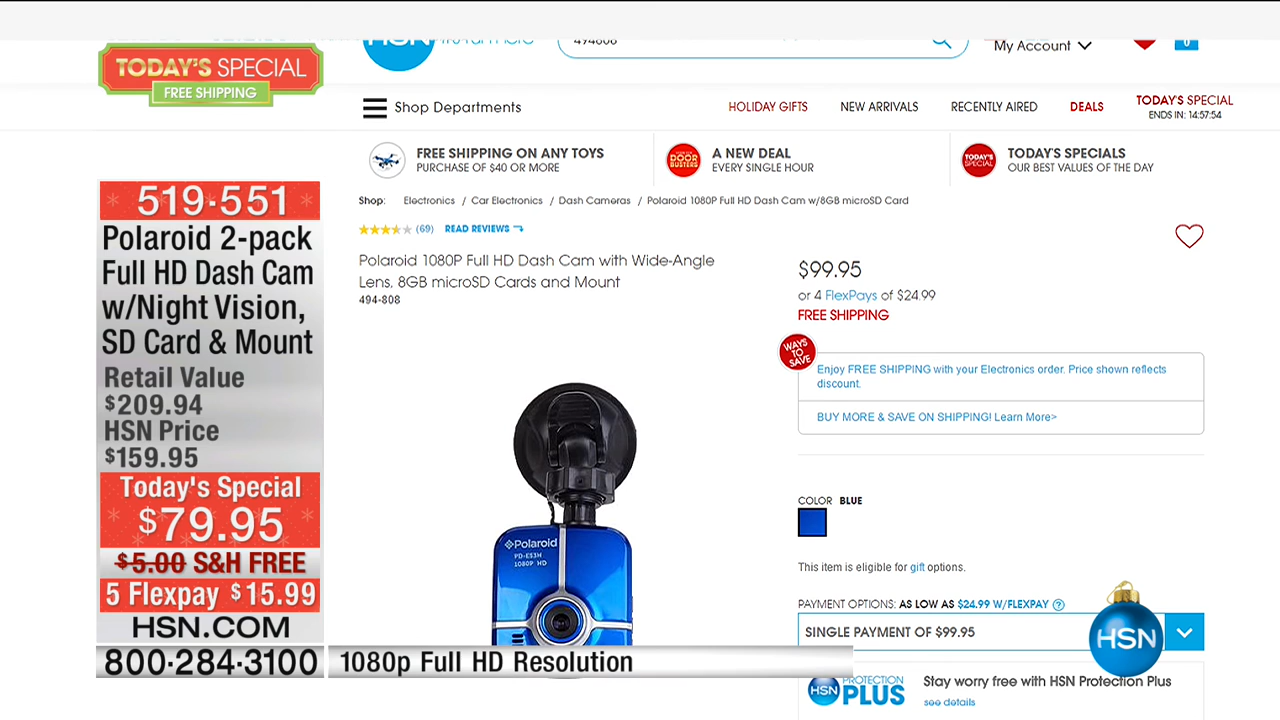 HSN
494808
My Account
0
TODAY'S SPECIAL
FREE SHIPPING
Shop Departments
HOLIDAY GIFTS
NEW ARRIVALS
RECENTLY AIRED
DEALS
TODAY'S SPECIAL
ENDS IN: 14:57:54
FREE SHIPPING ON ANY TOYS
PURCHASE OF $40 OR MORE
DOOR BUSTERS
A NEW DEAL
EVERY SINGLE HOUR
TODAY'S SPECIAL
TODAY'S SPECIALS
OUR BEST VALUES OF THE DAY
519-551
Polaroid 2-pack
Full HD Dash Cam
w/Night Vision,
SD Card & Mount
Retail Value
$209.94
HSN Price
$159.95
Today's Special
$79.95
$5.00 S&H FREE
5 Flexpay $15.99
HSN.COM
800-284-3100
Shop: Electronics / Car Electronics / Dash Cameras / Polaroid 1080P Full HD Dash Cam w/8GB microSD Card
(69) READ REVIEWS
Polaroid 1080P Full HD Dash Cam with Wide-Angle
Lens, 8GB microSD Cards and Mount
494-808
Polaroid
PD-E53H
1080P HD
$99.95
or 4 FlexPays of $24.99
FREE SHIPPING
WAYS
TO
SAVE
Enjoy FREE SHIPPING with your Electronics order. Price shown reflects
discount.
BUY MORE & SAVE ON SHIPPING! Learn More>
COLOR BLUE
This item is eligible for gift options.
PAYMENT OPTIONS: AS LOW AS $24.99 W/FLEXPAY ?
SINGLE PAYMENT OF $99.95
HSN
HSN PROTECTION
PLUS
Stay worry free with HSN Protection Plus
see details
1080p Full HD Resolution